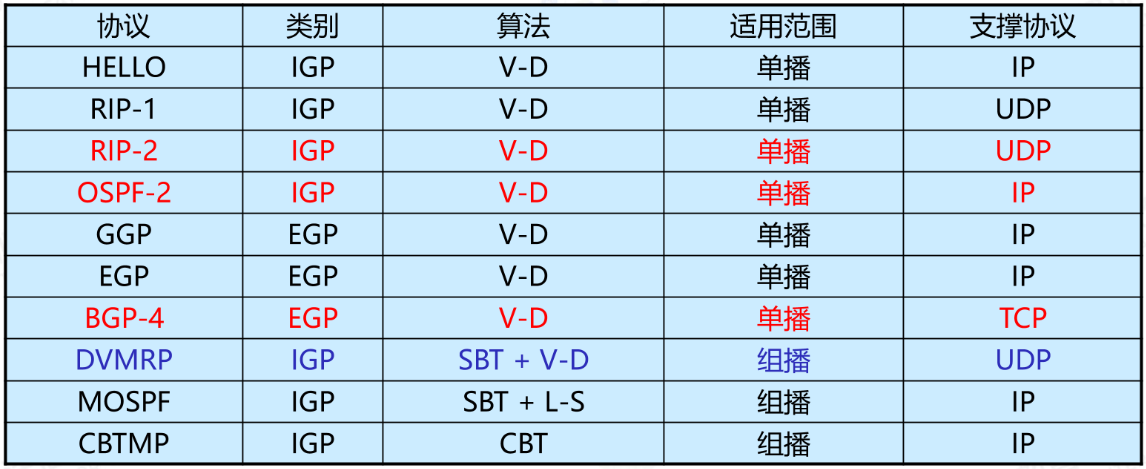 协议 类别 算法 适用范围 支撑协议
HELLO IGP V-D 单播 IP
RIP-1 IGP V-D 单播 UDP
RIP-2 IGP V-D 单播 UDP
OSPF-2 IGP V-D 单播 IP
GGP EGP V-D 单播 IP
EGP EGP V-D 单播 IP
BGP-4 EGP V-D 单播 TCP
DVMRP IGP SBT + V-D 组播 UDP
MOSPF IGP SBT + L-S 组播 IP
CBTMP IGP CBT 组播 IP